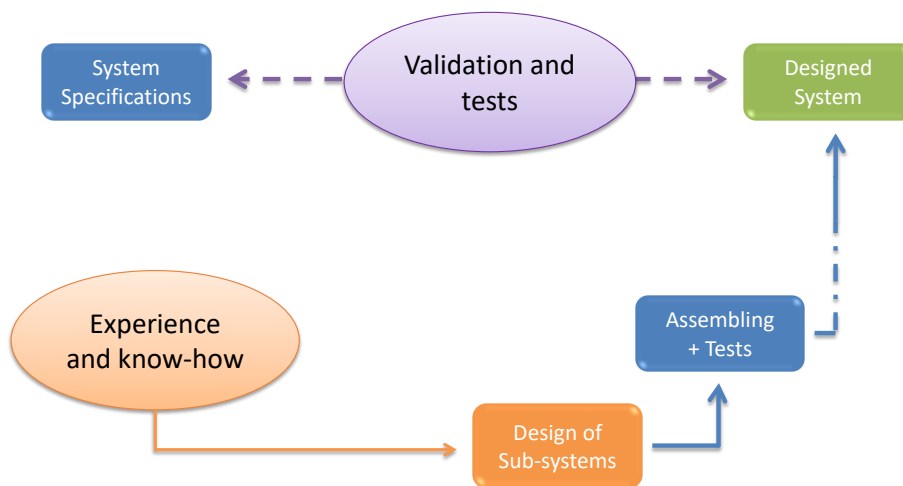 System
Specifications
Validation and
tests
Designed
System
Experience
and know-how
Assembling
+ Tests
Design of
Sub-systems